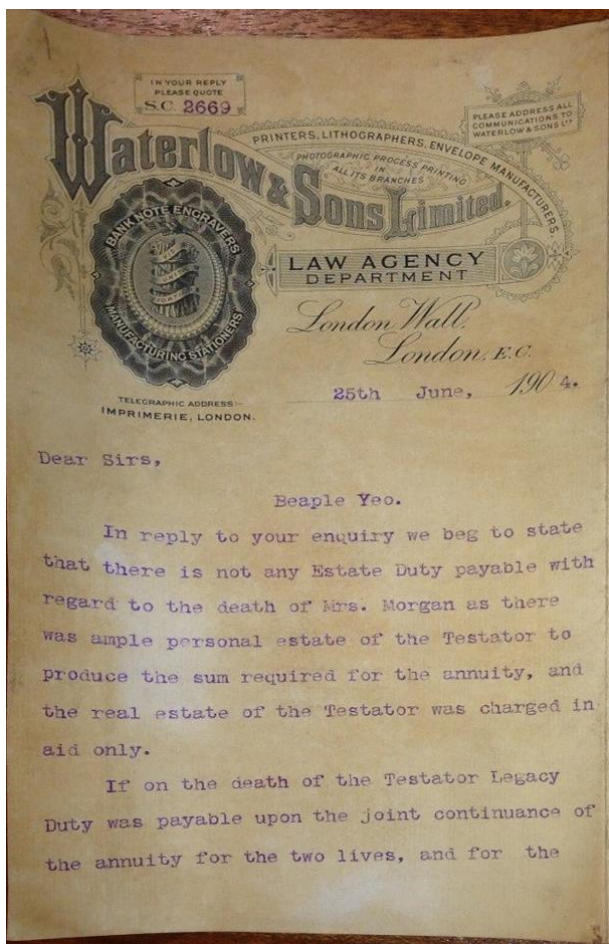 IN YOUR REPLY
PLEASE QUOTE
S.C. 2669
PLEASE ADDRESS ALL
COMMUNICATIONS TO
WATERLOW & SONS LTD
Waterlow & Sons Limited.
PRINTERS, LITHOGRAPHERS, ENVELOPE MANUFACTURERS,
PHOTOGRAPHIC PROCESS PRINTING
IN
ALL ITS BRANCHES
BANK NOTE ENGRAVERS
MANUFACTURING STATIONERS
LAW AGENCY
DEPARTMENT
London Wall,
London, E.C.
25th June, 1904.
TELEGRAPHIC ADDRESS:-
IMPRIMERIE, LONDON.
Dear Sirs,
Beaple Yeo.
In reply to your enquiry we beg to state
that there is not any Estate Duty payable with
regard to the death of Mrs. Morgan as there
was ample personal estate of the Testator to
produce the sum required for the annuity, and
the real estate of the Testator was charged in
aid only.
If on the death of the Testator Legacy
Duty was payable upon the joint continuance of
the annuity for the two lives, and for the